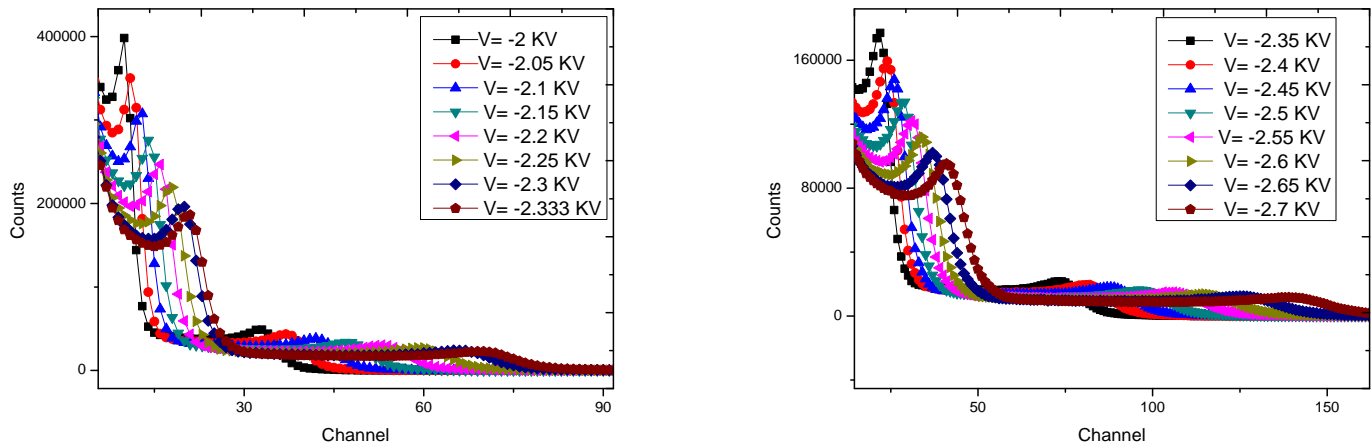 400000
200000
0
Counts
30
60
90
Channel
V= -2 KV
V= -2.05 KV
V= -2.1 KV
V= -2.15 KV
V= -2.2 KV
V= -2.25 KV
V= -2.3 KV
V= -2.333 KV
160000
80000
0
Counts
50
100
150
Channel
V= -2.35 KV
V= -2.4 KV
V= -2.45 KV
V= -2.5 KV
V= -2.55 KV
V= -2.6 KV
V= -2.65 KV
V= -2.7 KV